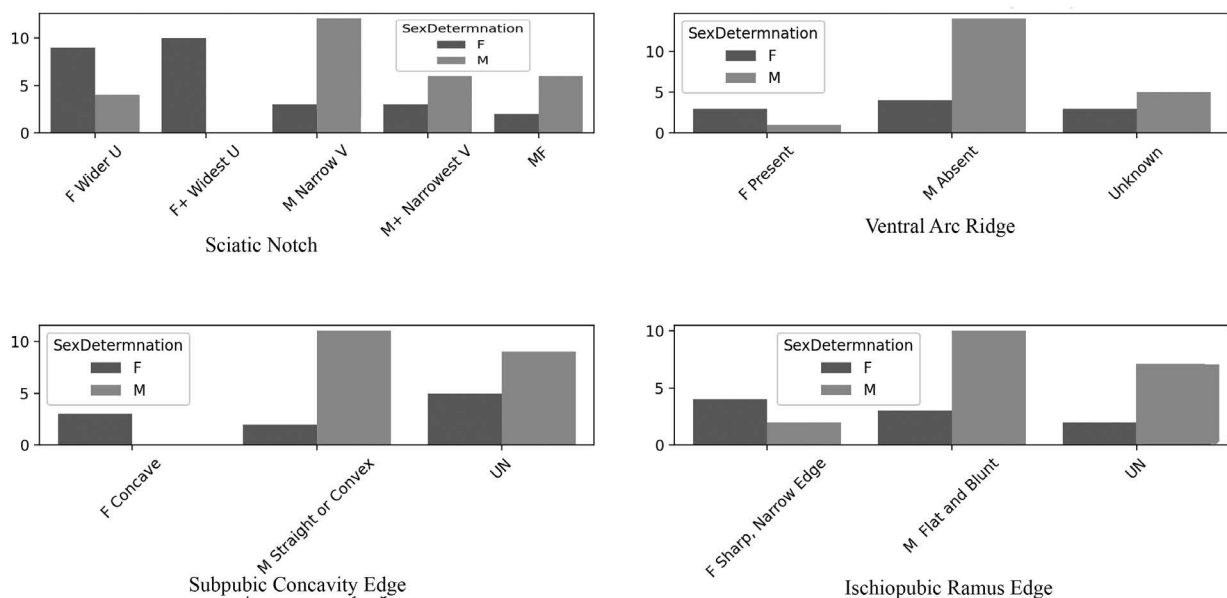 SexDetermnation
F
M
10
5
0
F Wider U
F+ Widest U
M Narrow V
M+ Narrowest V
MF
Sciatic Notch
SexDetermnation
F
M
10
5
0
F Present
M Absent
Unknown
Ventral Arc Ridge
SexDetermnation
F
M
10
5
0
F Concave
M Straight or Convex
UN
Subpubic Concavity Edge
SexDetermnation
F
M
10
5
0
F Sharp, Narrow Edge
M Flat and Blunt
UN
Ischiopubic Ramus Edge